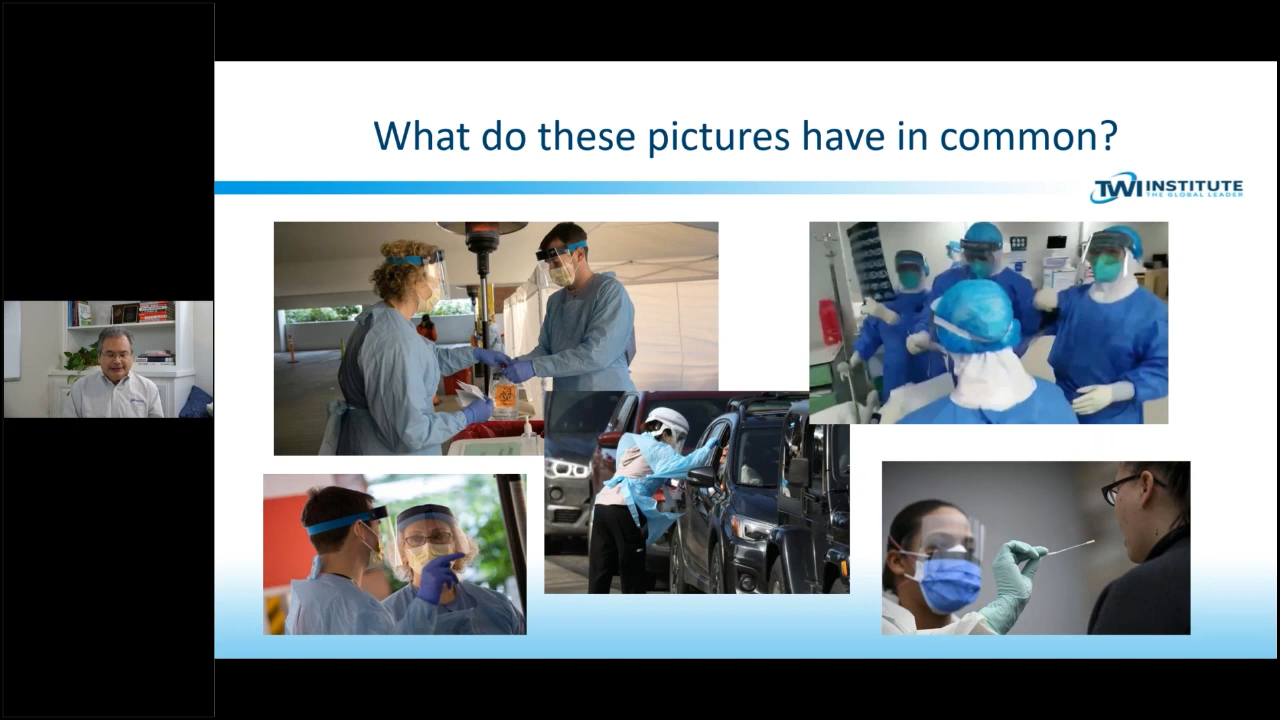 What do these pictures have in common?
TWI INSTITUTE
THE GLOBAL LEADER